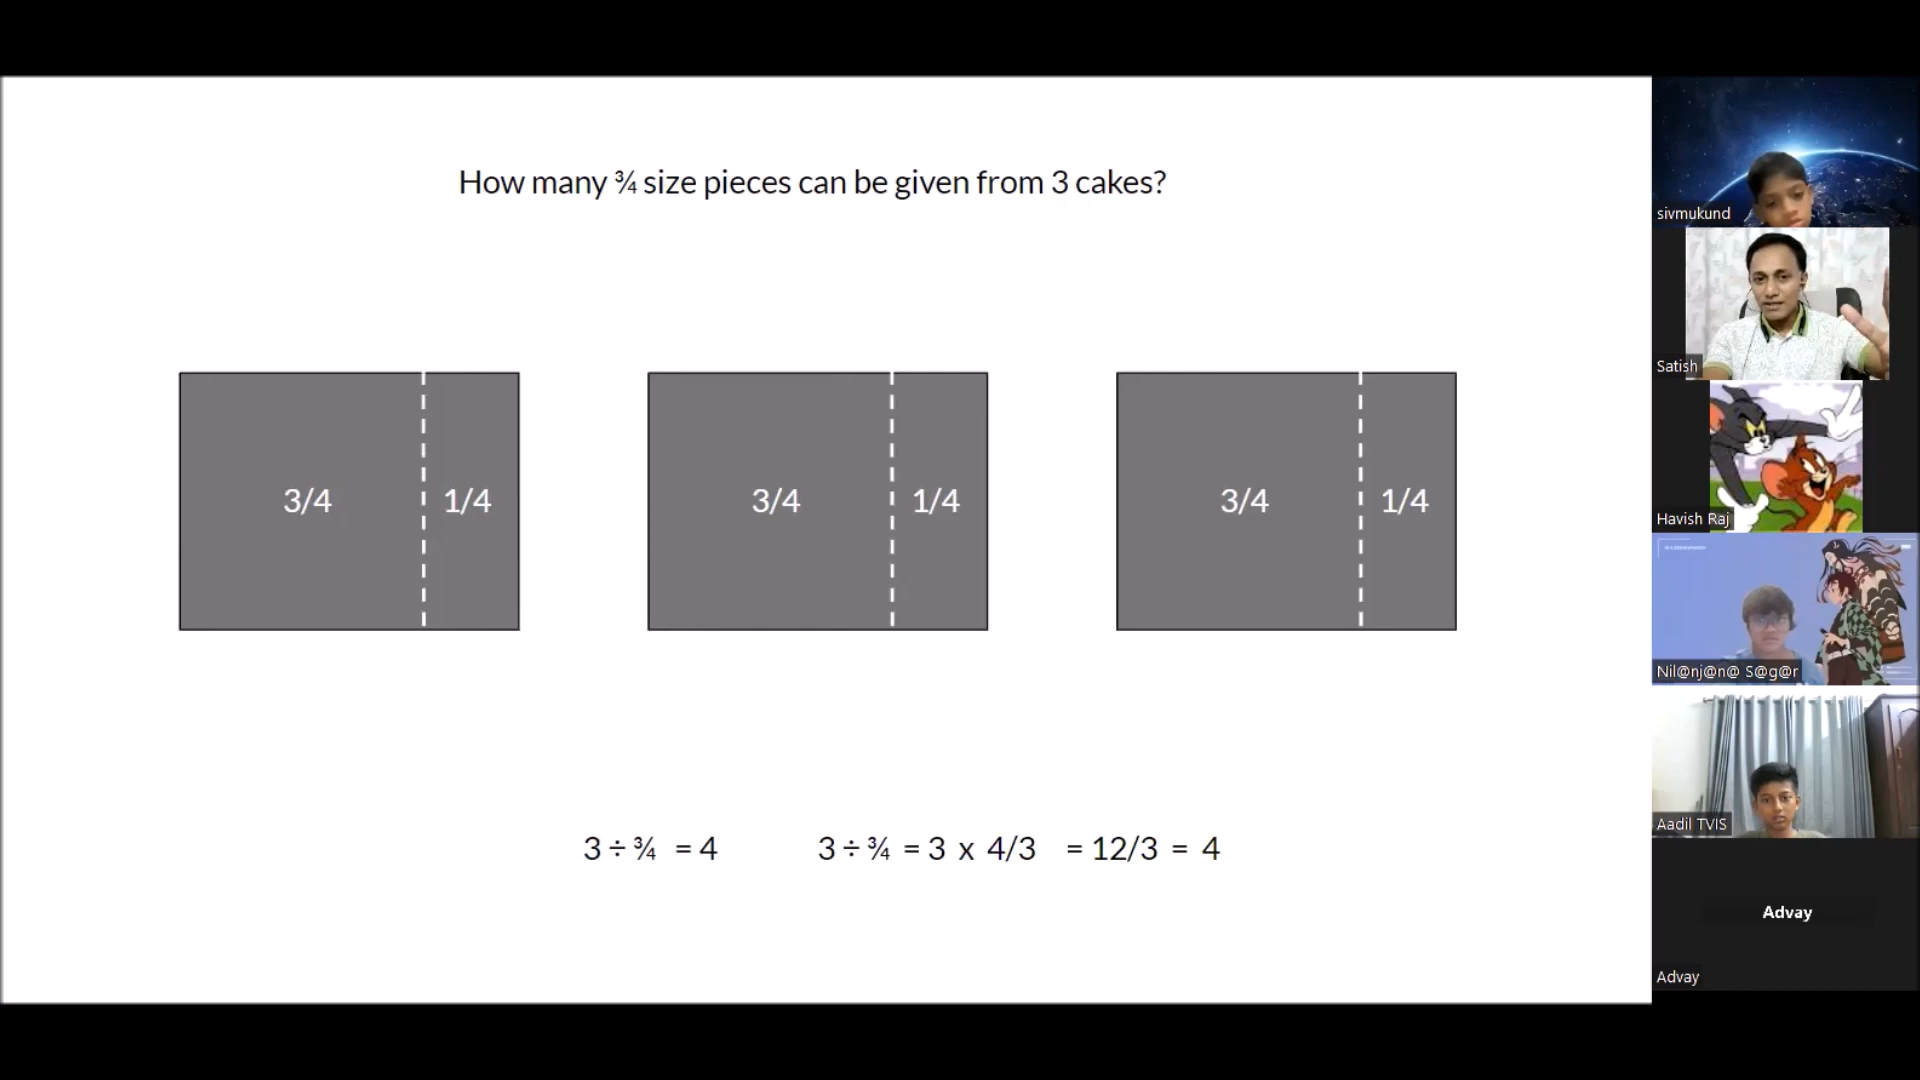 How many ¾ size pieces can be given from 3 cakes?
3/4 1/4 3/4 1/4 3/4 1/4
3 ÷ ¾ = 4 3 ÷ ¾ = 3 x 4/3 = 12/3 = 4
sivmukund
Satish
Havish Raj
Nil@nj@n@ S@g@r
Aadil TVIS
Advay
Advay